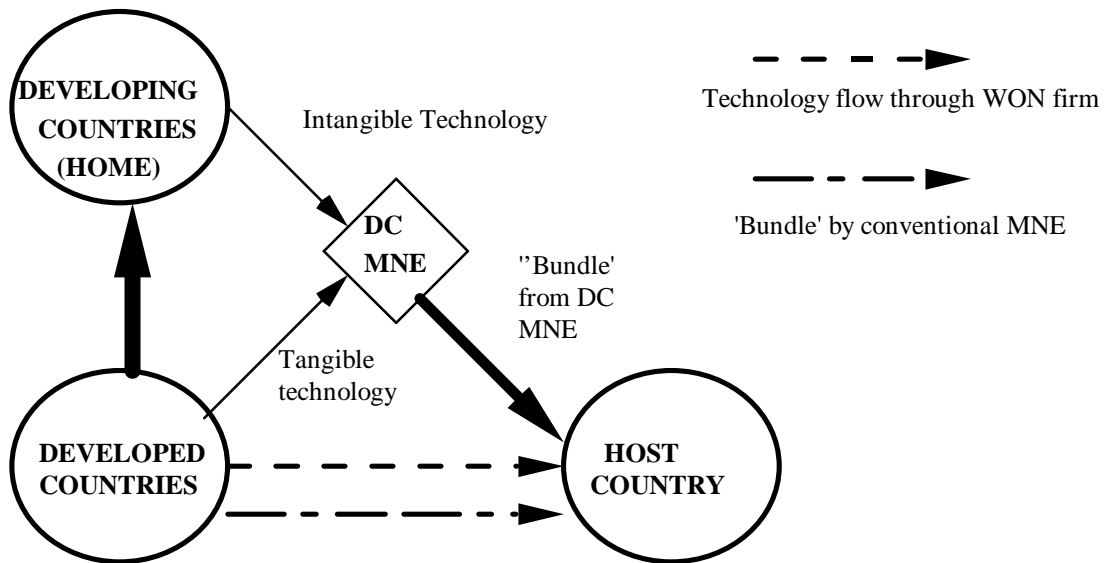 DEVELOPING
COUNTRIES
(HOME)
Intangible Technology
Technology flow through WON firm
'Bundle' by conventional MNE
DC
MNE
''Bundle'
from DC
MNE
Tangible
technology
DEVELOPED
COUNTRIES
HOST
COUNTRY